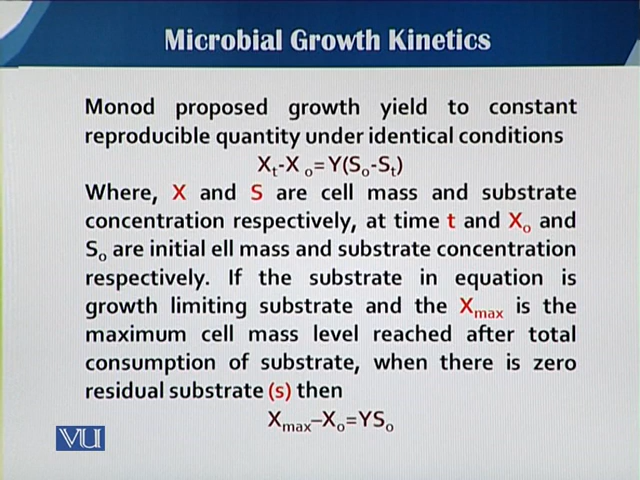 Microbial Growth Kinetics
Monod proposed growth yield to constant
reproducible quantity under identical conditions
Xₜ-X ₒ=Y(Sₒ-Sₜ)
Where, X and S are cell mass and substrate
concentration respectively, at time t and Xₒ and
Sₒ are initial ell mass and substrate concentration
respectively. If the substrate in equation is
growth limiting substrate and the Xₘₐₓ is the
maximum cell mass level reached after total
consumption of substrate, when there is zero
residual substrate (s) then
Xₘₐₓ–Xₒ=YSₒ
VU